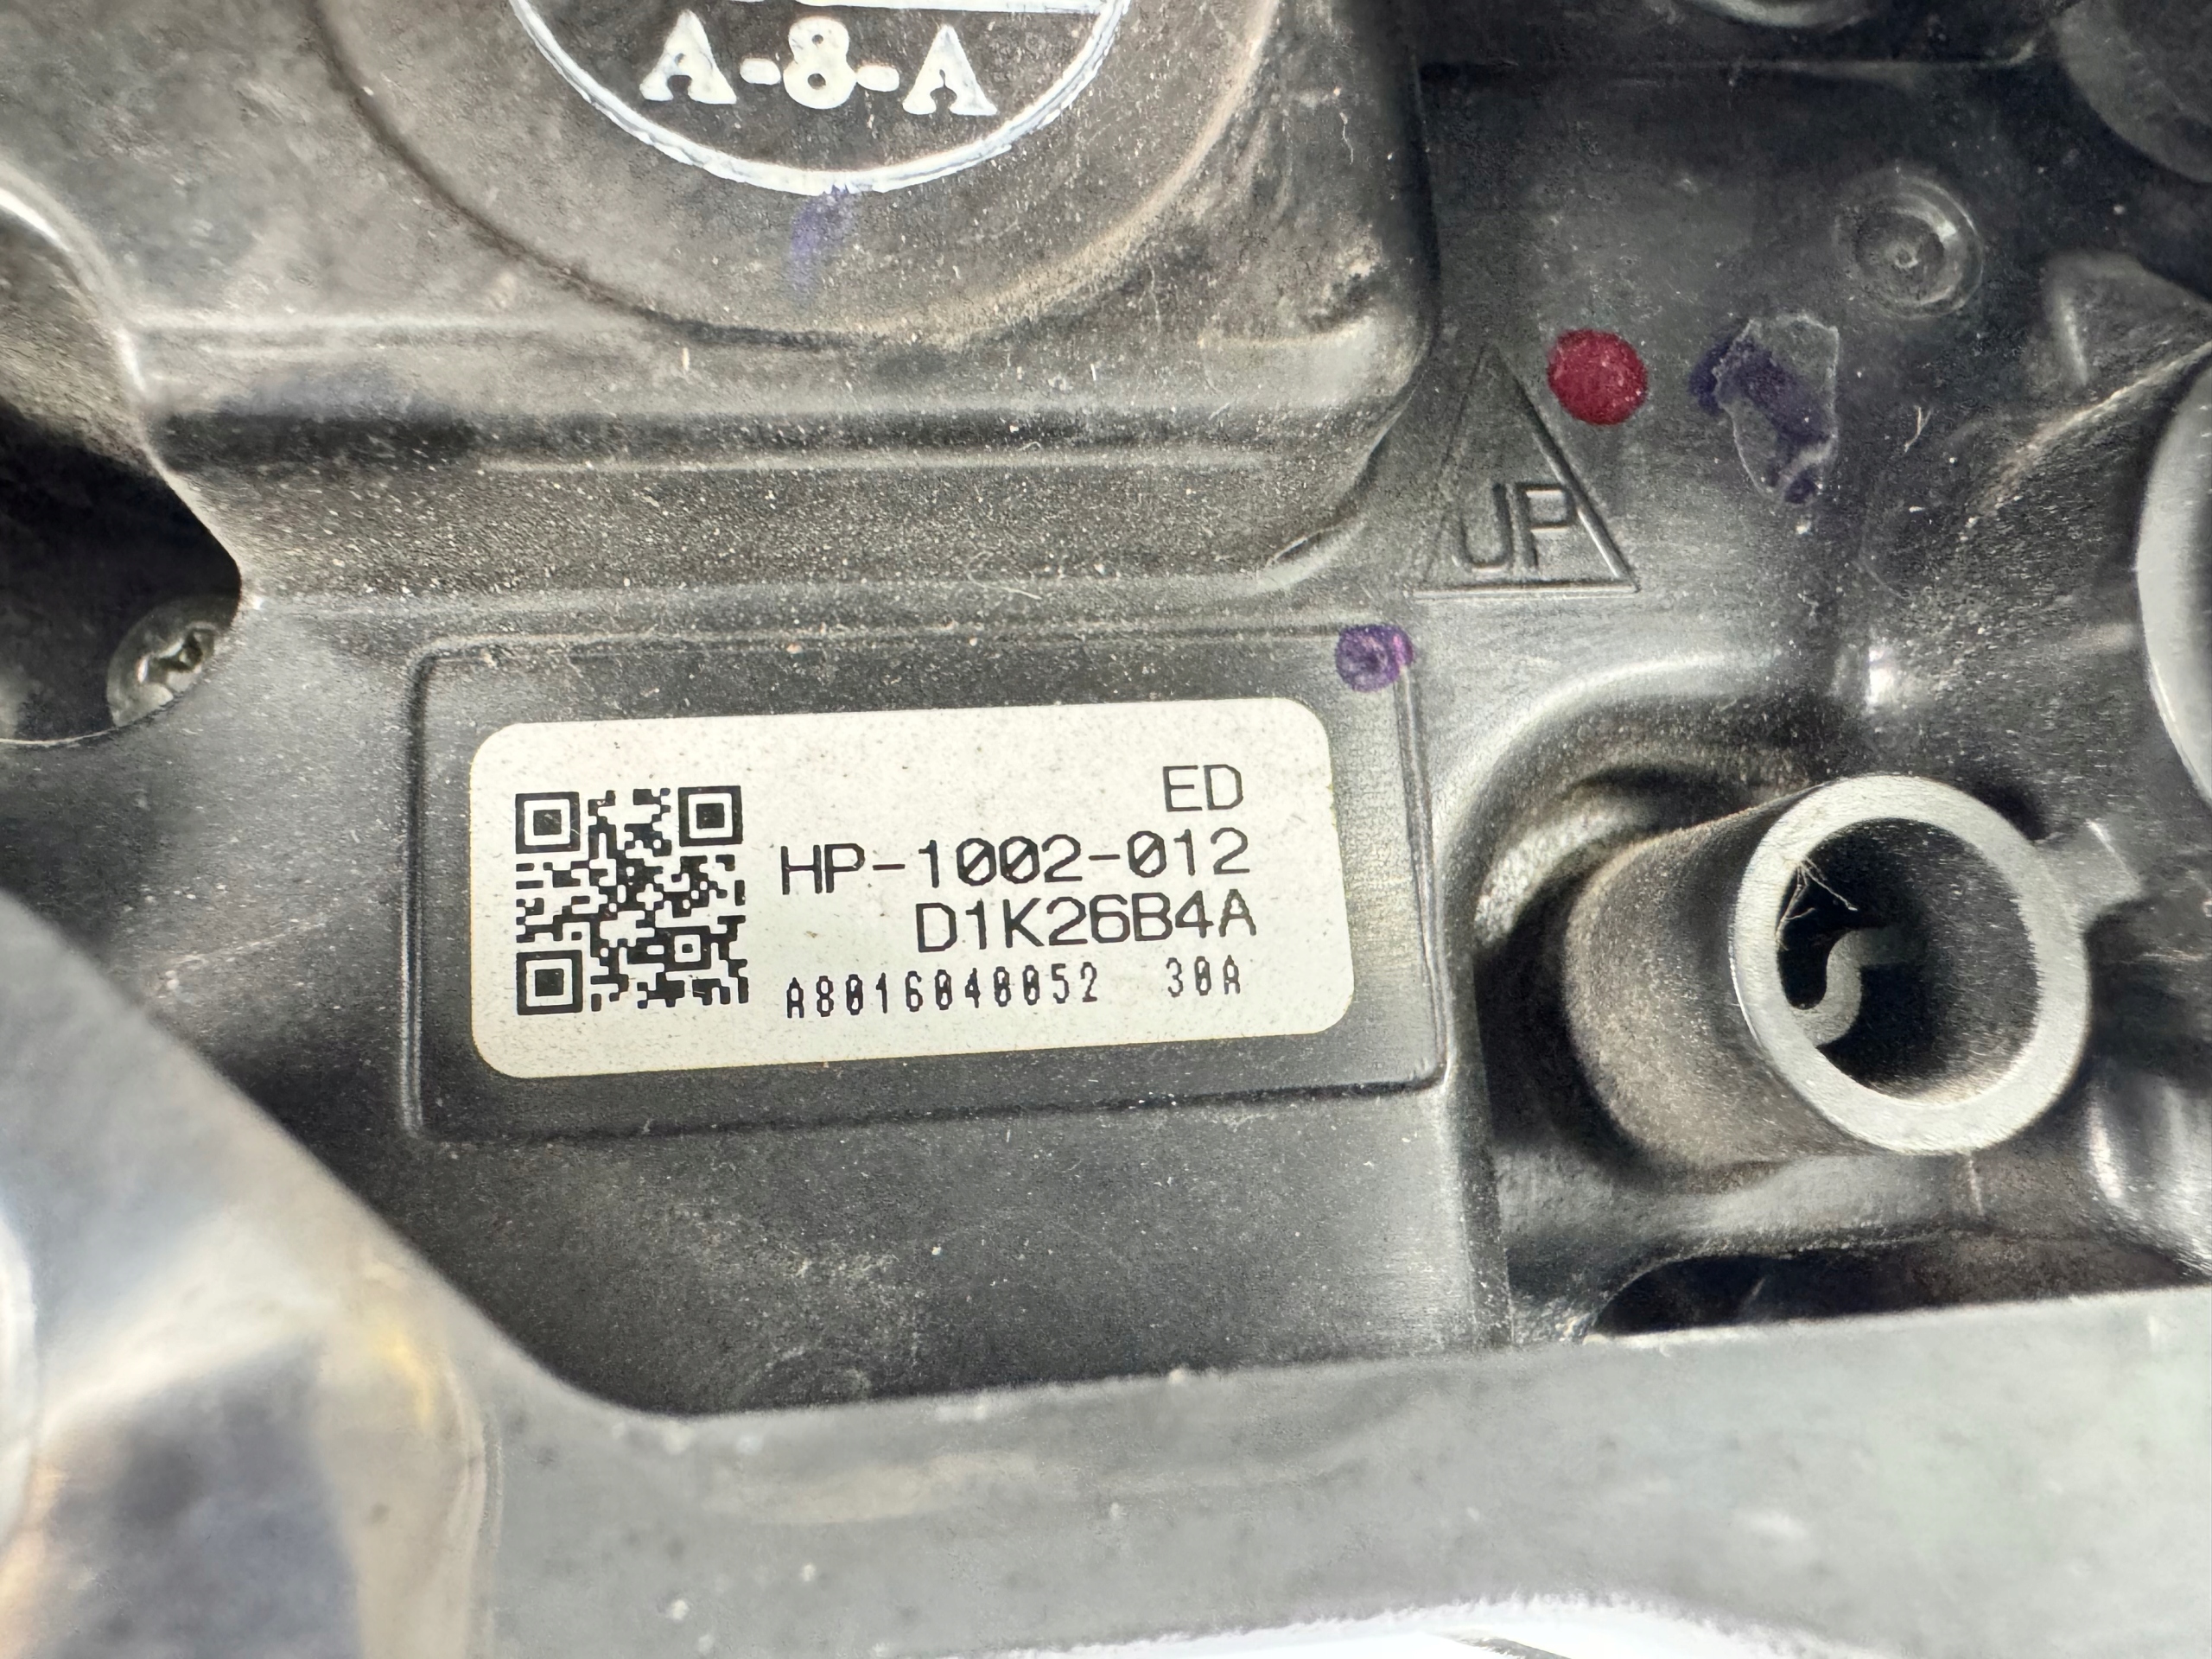 A-8-A
UP
ED
HP-1002-012
D1K26B4A
A8016040052 30A